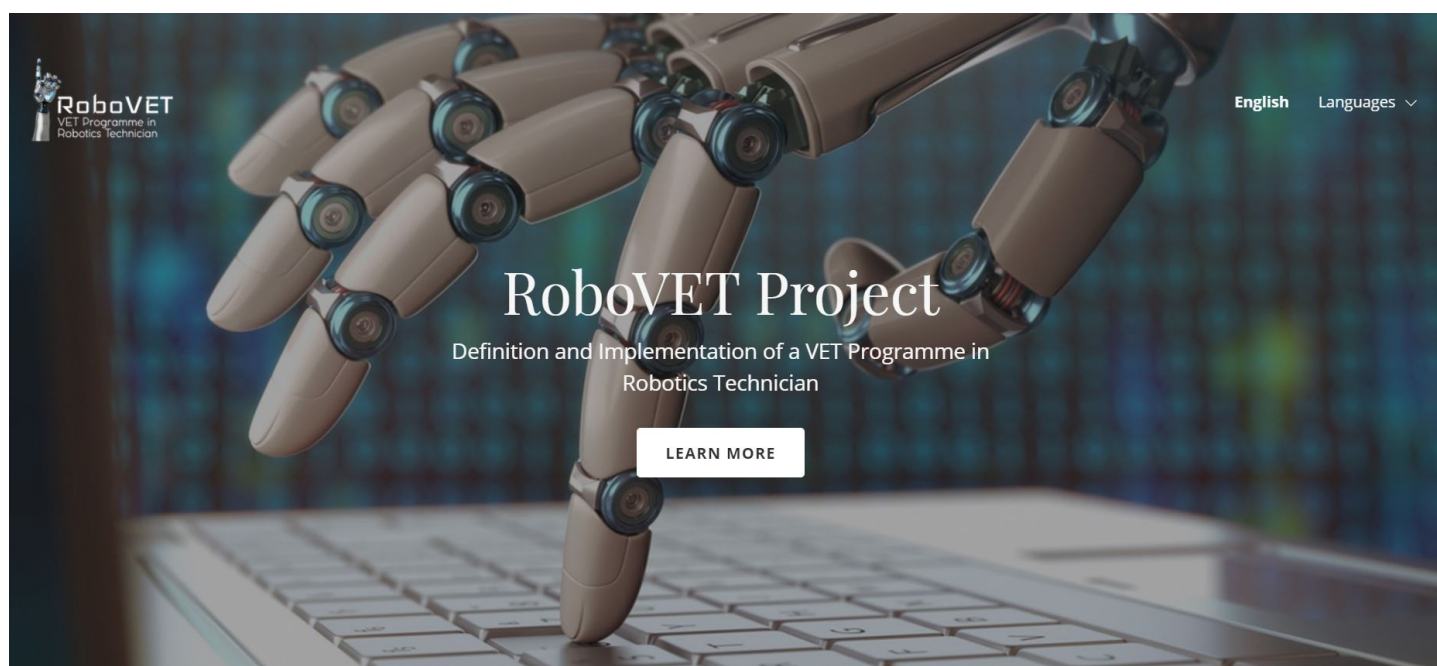 RoboVET
VET Programme in
Robotics Technician
English
Languages
RoboVET Project
Definition and Implementation of a VET Programme in
Robotics Technician
LEARN MORE